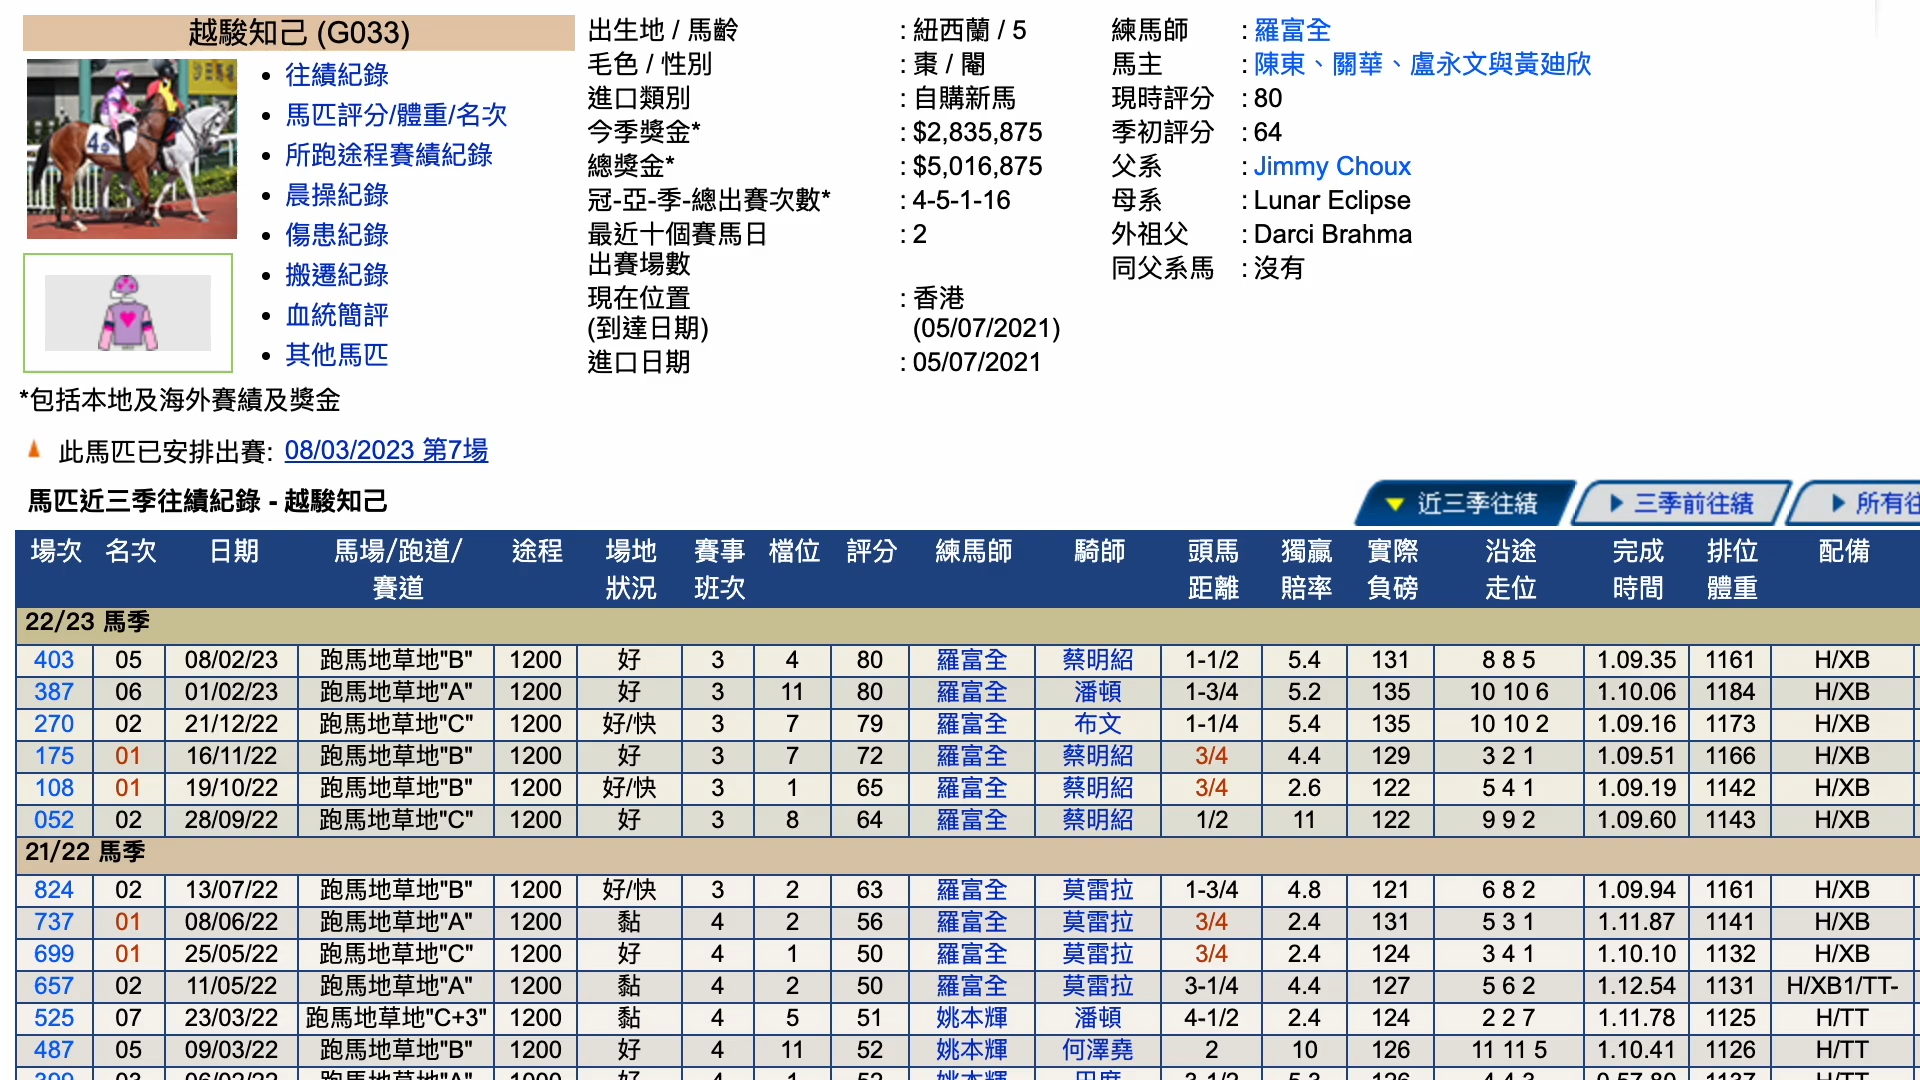 越駿知己 (G033)
• 往績紀錄
• 馬匹評分/體重/名次
• 所跑途程賽績紀錄
• 晨操紀錄
• 傷患紀錄
• 搬遷紀錄
• 血統簡評
• 其他馬匹
*包括本地及海外賽績及獎金
出生地 / 馬齡 : 紐西蘭 / 5
毛色 / 性別 : 棗 / 閹
進口類別 : 自購新馬
今季獎金* : $2,835,875
總獎金* : $5,016,875
冠-亞-季-總出賽次數* : 4-5-1-16
最近十個賽馬日 : 2
出賽場數
現在位置 : 香港
(到達日期) (05/07/2021)
進口日期 : 05/07/2021
練馬師 : 羅富全
馬主 : 陳東、關華、盧永文與黃廸欣
現時評分 : 80
季初評分 : 64
父系 : Jimmy Choux
母系 : Lunar Eclipse
外祖父 : Darci Brahma
同父系馬 : 沒有
此馬匹已安排出賽: 08/03/2023 第7場
馬匹近三季往績紀錄 - 越駿知己
近三季往績 三季前往績 所有往
場次 名次 日期 馬場/跑道/ 途程 場地 賽事 檔位 評分 練馬師 騎師 頭馬 獨贏 實際 沿途 完成 排位 配備
賽道 狀況 班次 距離 賠率 負磅 走位 時間 體重
22/23 馬季
403 05 08/02/23 跑馬地草地"B" 1200 好 3 4 80 羅富全 蔡明紹 1-1/2 5.4 131 8 8 5 1.09.35 1161 H/XB
387 06 01/02/23 跑馬地草地"A" 1200 好 3 11 80 羅富全 潘頓 1-3/4 5.2 135 10 10 6 1.10.06 1184 H/XB
270 02 21/12/22 跑馬地草地"C" 1200 好/快 3 7 79 羅富全 布文 1-1/4 5.4 135 10 10 2 1.09.16 1173 H/XB
175 01 16/11/22 跑馬地草地"B" 1200 好 3 7 72 羅富全 蔡明紹 3/4 4.4 129 3 2 1 1.09.51 1166 H/XB
108 01 19/10/22 跑馬地草地"B" 1200 好/快 3 1 65 羅富全 蔡明紹 3/4 2.6 122 5 4 1 1.09.19 1142 H/XB
052 02 28/09/22 跑馬地草地"C" 1200 好 3 8 64 羅富全 蔡明紹 1/2 11 122 9 9 2 1.09.60 1143 H/XB
21/22 馬季
824 02 13/07/22 跑馬地草地"B" 1200 好/快 3 2 63 羅富全 莫雷拉 1-3/4 4.8 121 6 8 2 1.09.94 1161 H/XB
737 01 08/06/22 跑馬地草地"A" 1200 黏 4 2 56 羅富全 莫雷拉 3/4 2.4 131 5 3 1 1.11.87 1141 H/XB
699 01 25/05/22 跑馬地草地"C" 1200 好 4 1 50 羅富全 莫雷拉 3/4 2.4 124 3 4 1 1.10.10 1132 H/XB
657 02 11/05/22 跑馬地草地"A" 1200 黏 4 2 50 羅富全 莫雷拉 3-1/4 4.4 127 5 6 2 1.12.54 1131 H/XB1/TT-
525 07 23/03/22 跑馬地草地"C+3" 1200 黏 4 5 51 姚本輝 潘頓 4-1/2 2.4 124 2 2 7 1.11.78 1125 H/TT
487 05 09/03/22 跑馬地草地"B" 1200 好 4 11 52 姚本輝 何澤堯 2 10 126 11 11 5 1.10.41 1126 H/TT